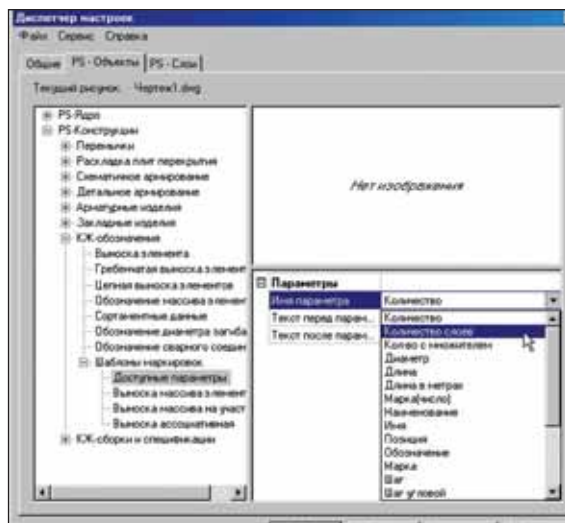 Диспетчер настроек
Файл Сервис Справка
Общие PS - Объекты PS - Слои
Текущий рисунок: Чертеж1.dwg
PS-Ядро
PS-Конструкции
Перемычки
Раскладка плит перекрытия
Схематичное армирование
Детальное армирование
Арматурные изделия
Закладные изделия
КЖ-обозначения
Выноска элемента
Гребенчатая выноска элемент
Цепная выноска элементов
Обозначение массива элемен
Сортаментные данные
Обозначение диаметра загиба
Обозначение сварного соедин
Шаблоны маркировок
Доступные параметры
Выноска массива элемент
Выноска массива на участ
Выноска ассоциативная
КЖ-сборки и спецификации
Нет изображения
Параметры
Имя параметра Количество
Текст перед парам...
Текст после парам...
Количество
Количество слоев
Кол-во с множителем
Диаметр
Длина
Длина в метрах
Марка(число)
Наименование
Имя
Позиция
Обозначение
Марка
Шаг
Шаг угловой